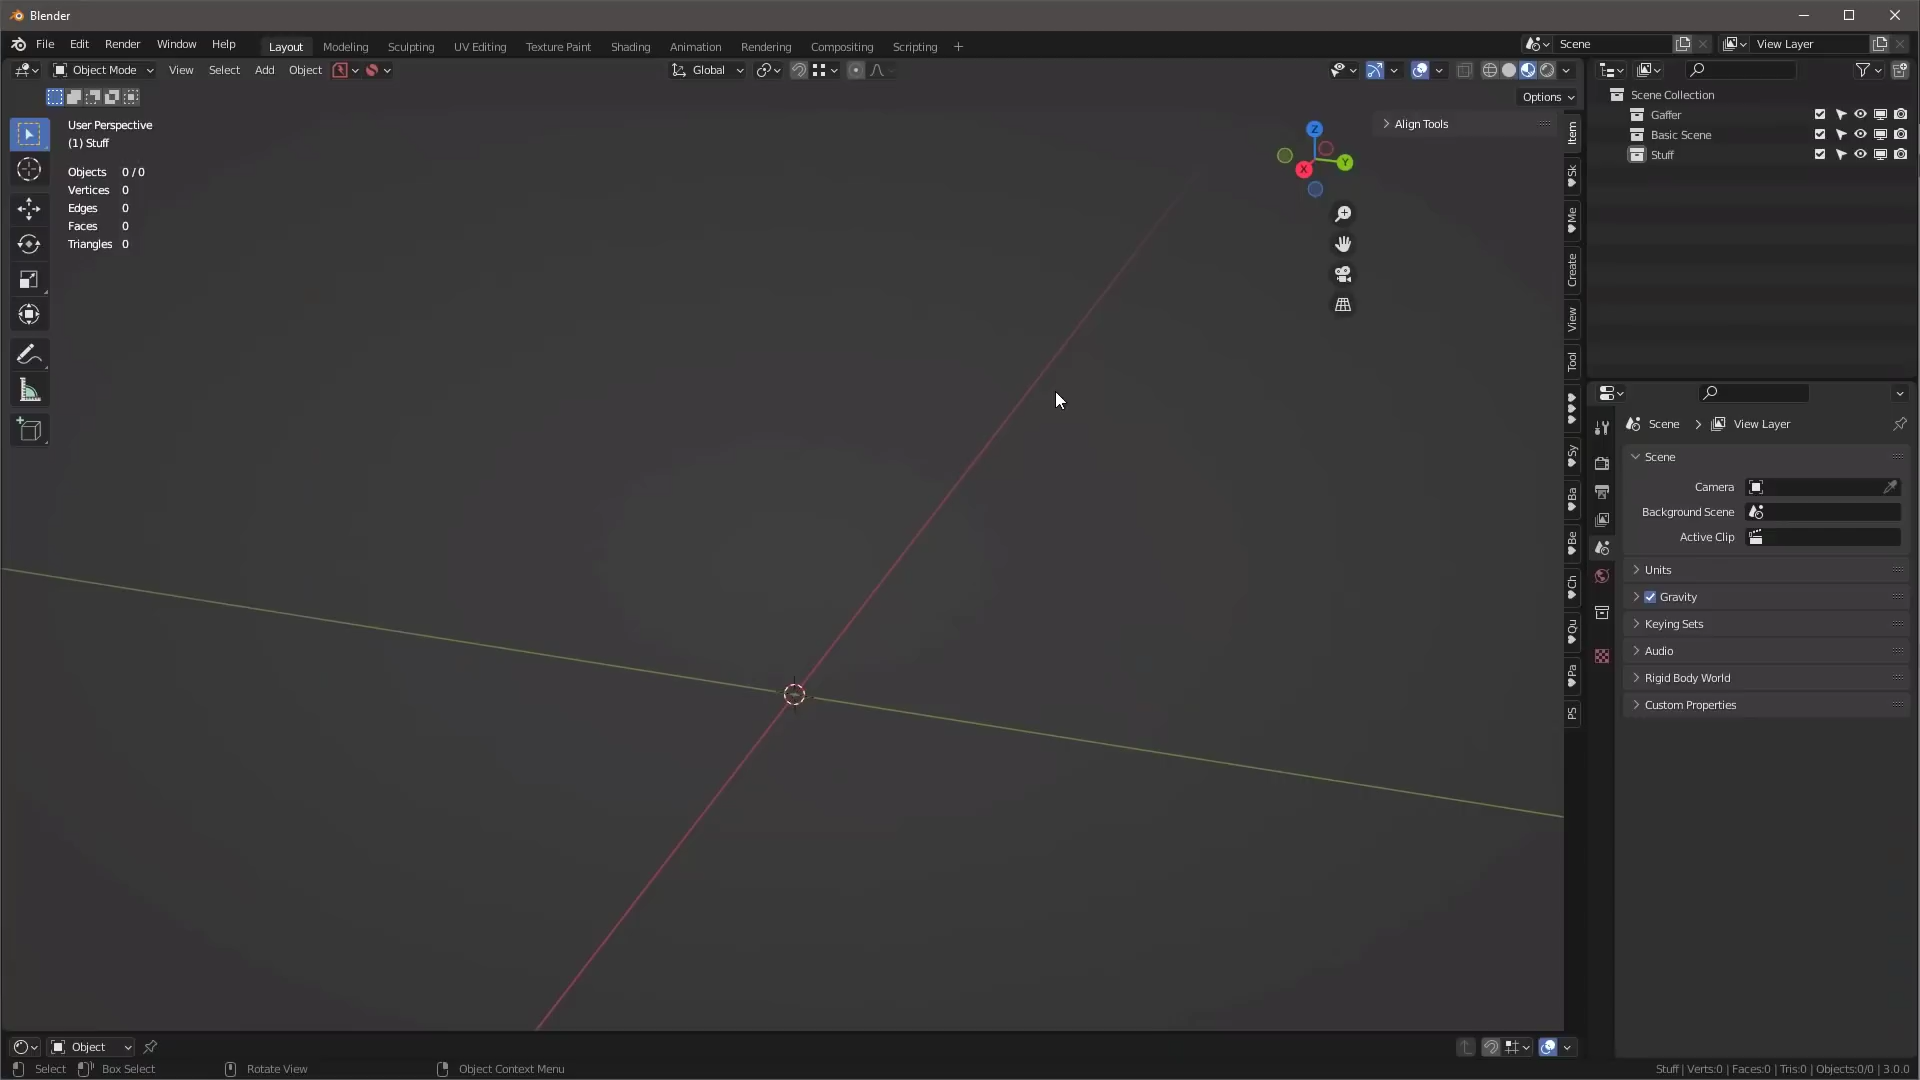 Blender
File Edit Render Window Help Layout Modeling Sculpting UV Editing Texture Paint Shading Animation Rendering Compositing Scripting + Scene View Layer
Object Mode View Select Add Object Global
Options
User Perspective
(1) Stuff
Objects 0 / 0
Vertices 0
Edges 0
Faces 0
Triangles 0
Z
Y
X
Align Tools
Item
Sk
Me
Create
View
Tool
Sy
Ba
Be
Ch
Qu
Pa
PS
Scene Collection
Gaffer
Basic Scene
Stuff
Scene > View Layer
Scene
Camera
Background Scene
Active Clip
Units
Gravity
Keying Sets
Audio
Rigid Body World
Custom Properties
Object
Select Box Select Rotate View Object Context Menu
Stuff | Verts:0 | Faces:0 | Tris:0 | Objects:0/0 | 3.0.0